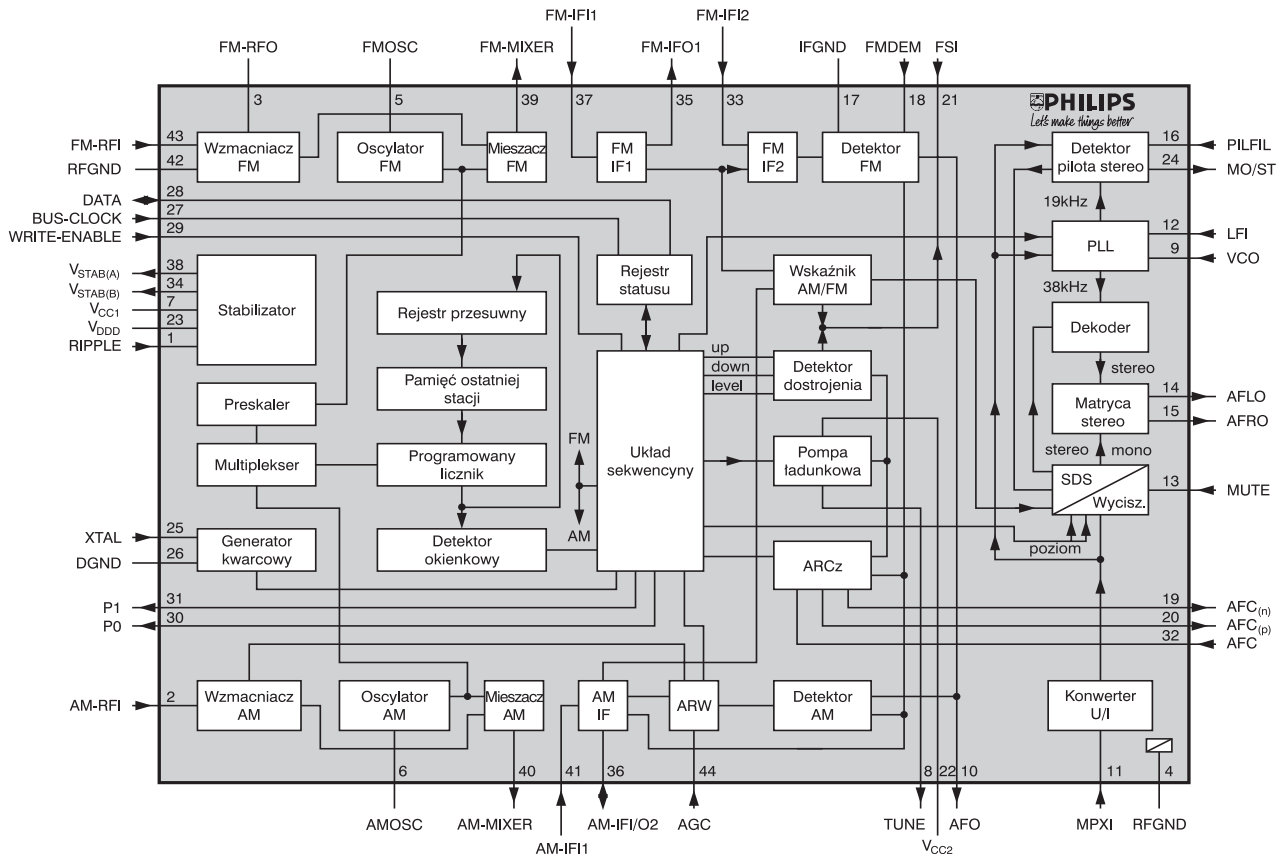 FM-IFI1
FM-IFI2
FM-RFO
FMOSC
FM-MIXER
FM-IFO1
IFGND
FMDEM
FSI
3
5
39
37
35
33
17
18
21
PHILIPS
Let's make things better
43
FM-RFI
42
RFGND
Wzmacniacz
FM
Oscylator
FM
Mieszacz
FM
FM
IF1
FM
IF2
Detektor
FM
Detektor
pilota stereo
16
PILFIL
24
MO/ST
28
DATA
27
BUS-CLOCK
29
WRITE-ENABLE
19kHz
PLL
12
LFI
9
VCO
38kHz
38
VSTAB(A)
34
VSTAB(B)
7
VCC1
23
VDDD
1
RIPPLE
Stabilizator
Rejestr przesuwny
Rejestr
statusu
Wskaźnik
AM/FM
Dekoder
stereo
Pamięć ostatniej
stacji
up
down
level
Detektor
dostrojenia
Preskaler
Matryca
stereo
14
AFLO
15
AFRO
Multiplekser
Programowany
licznik
FM
AM
Układ
sekwencyny
Pompa
ładunkowa
stereo
mono
SDS
Wycisz.
13
MUTE
poziom
25
XTAL
26
DGND
Generator
kwarcowy
Detektor
okienkowy
ARCz
31
P1
30
P0
19
AFC(n)
20
AFC(p)
32
AFC
2
AM-RFI
Wzmacniacz
AM
Oscylator
AM
Mieszacz
AM
AM
IF
ARW
Detektor
AM
Konwerter
U/I
6
40
41
36
44
8
22
10
11
4
AMOSC
AM-MIXER
AM-IFI1
AM-IFI/O2
AGC
TUNE
VCC2
AFO
MPXI
RFGND